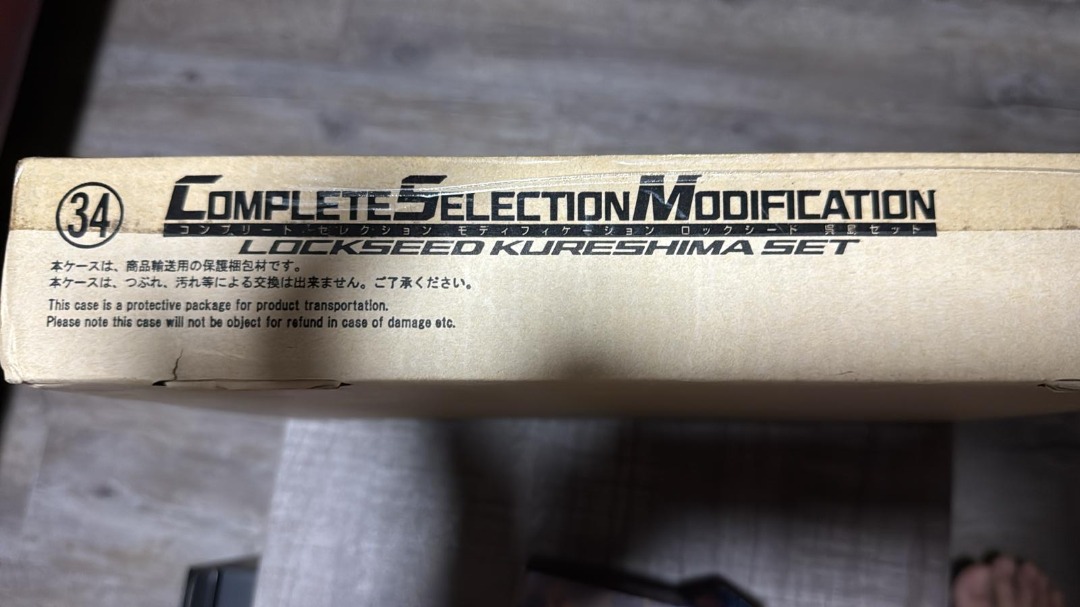 34
COMPLETE SELECTION MODIFICATION
コンプリート セレクション モディフィケーション ロックシード 呉島セット
LOCKSEED KURESHIMA SET
本ケースは、商品輸送用の保護梱包材です。
本ケースは、つぶれ、汚れ等による交換は出来ません。ご了承ください。
This case is a protective package for product transportation.
Please note this case will not be object for refund in case of damage etc.